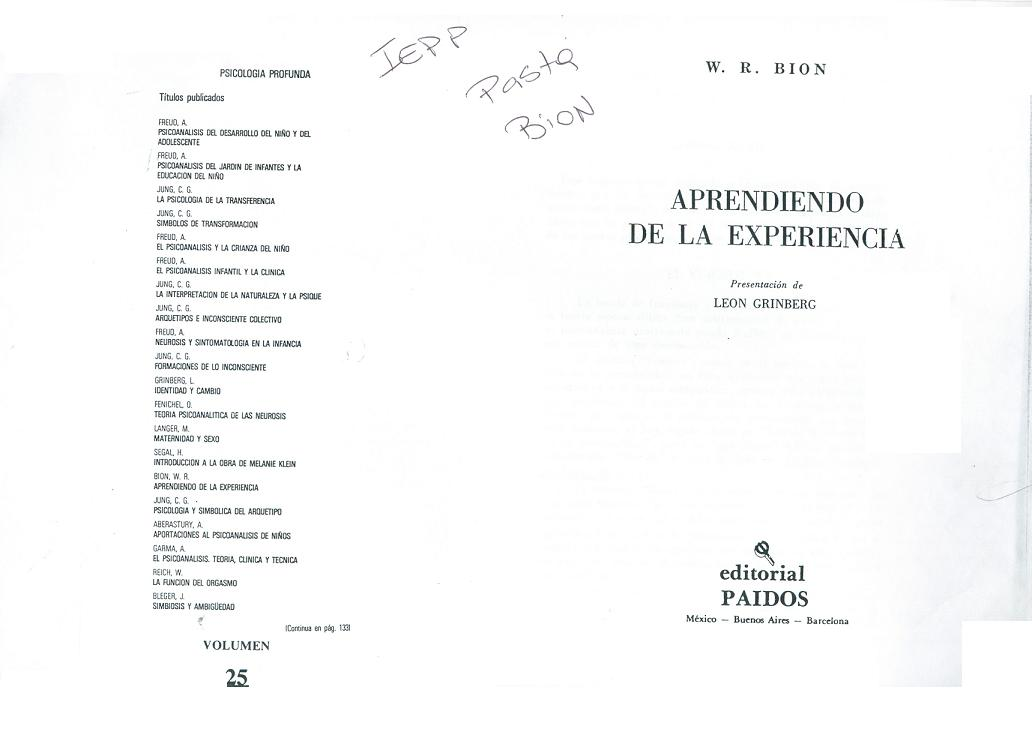 IEPP
Pasta
BION
PSICOLOGIA PROFUNDA
Títulos publicados
FREUD, A.
PSICOANALISIS DEL DESARROLLO DEL NIÑO Y DEL
ADOLESCENTE
FREUD, A.
PSICOANALISIS DEL JARDIN DE INFANTES Y LA
EDUCACION DEL NIÑO
JUNG, C. G.
LA PSICOLOGIA DE LA TRANSFERENCIA
JUNG, C. G.
SIMBOLOS DE TRANSFORMACION
FREUD, A.
EL PSICOANALISIS Y LA CRIANZA DEL NIÑO
FREUD, A.
EL PSICOANALISIS INFANTIL Y LA CLINICA
JUNG, C. G.
LA INTERPRETACION DE LA NATURALEZA Y LA PSIQUE
JUNG, C. G.
ARQUETIPOS E INCONSCIENTE COLECTIVO
FREUD, A.
NEUROSIS Y SINTOMATOLOGIA EN LA INFANCIA
JUNG, C. G.
FORMACIONES DE LO INCONSCIENTE
GRINBERG, L.
IDENTIDAD Y CAMBIO
FENICHEL, O.
TEORIA PSICOANALITICA DE LAS NEUROSIS
LANGER, M.
MATERNIDAD Y SEXO
SEGAL, H.
INTRODUCCION A LA OBRA DE MELANIE KLEIN
BION, W. R.
APRENDIENDO DE LA EXPERIENCIA
JUNG, C. G.
PSICOLOGIA Y SIMBOLICA DEL ARQUETIPO
ABERASTURY, A.
APORTACIONES AL PSICOANALISIS DE NIÑOS
GARMA, A.
EL PSICOANALISIS. TEORIA, CLINICA Y TECNICA
REICH, W.
LA FUNCION DEL ORGASMO
BLEGER, J.
SIMBIOSIS Y AMBIGÜEDAD
(Continua en pág. 133)
VOLUMEN
25
W. R. BION
APRENDIENDO
DE LA EXPERIENCIA
Presentación de
LEON GRINBERG
editorial
PAIDOS
México — Buenos Aires — Barcelona